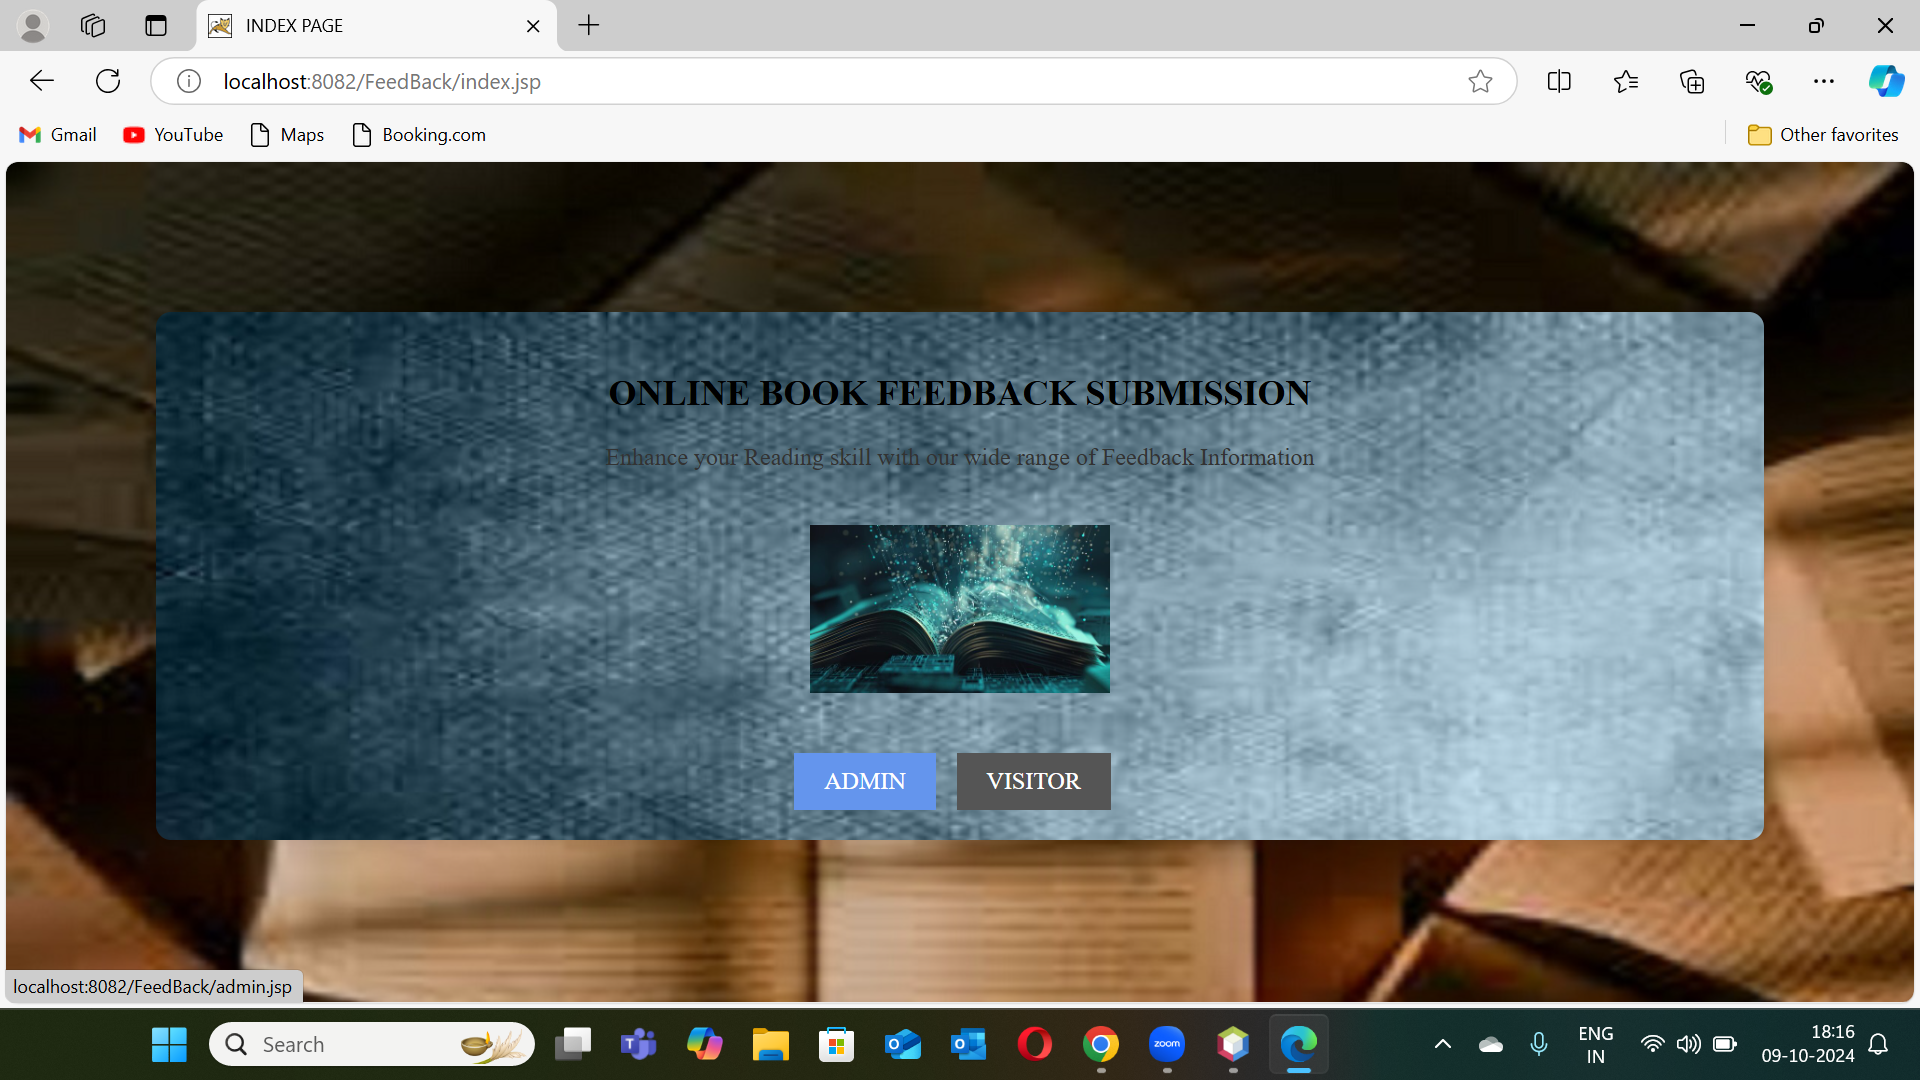 INDEX PAGE
localhost:8082/FeedBack/index.jsp
Gmail YouTube Maps Booking.com Other favorites
ONLINE BOOK FEEDBACK SUBMISSION
Enhance your Reading skill with our wide range of Feedback Information
ADMIN VISITOR
localhost:8082/FeedBack/admin.jsp
Search
zoom
ENG
IN
18:16
09-10-2024